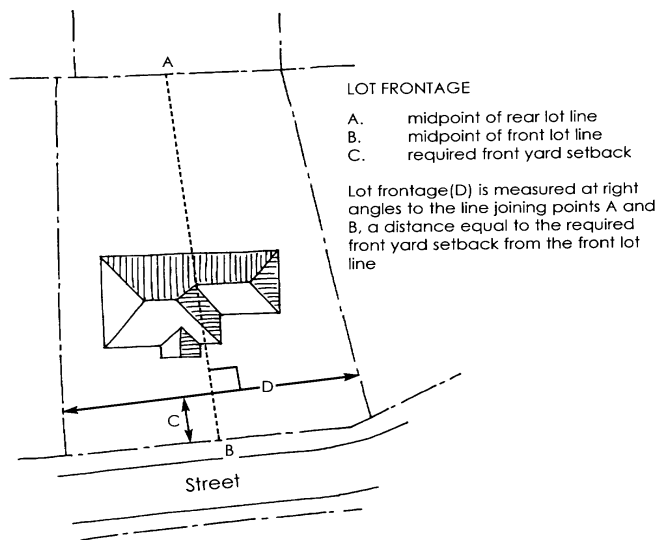 A
LOT FRONTAGE
A. midpoint of rear lot line
B. midpoint of front lot line
C. required front yard setback
Lot frontage(D) is measured at right
angles to the line joining points A and
B, a distance equal to the required
front yard setback from the front lot
line
D
C
B
Street